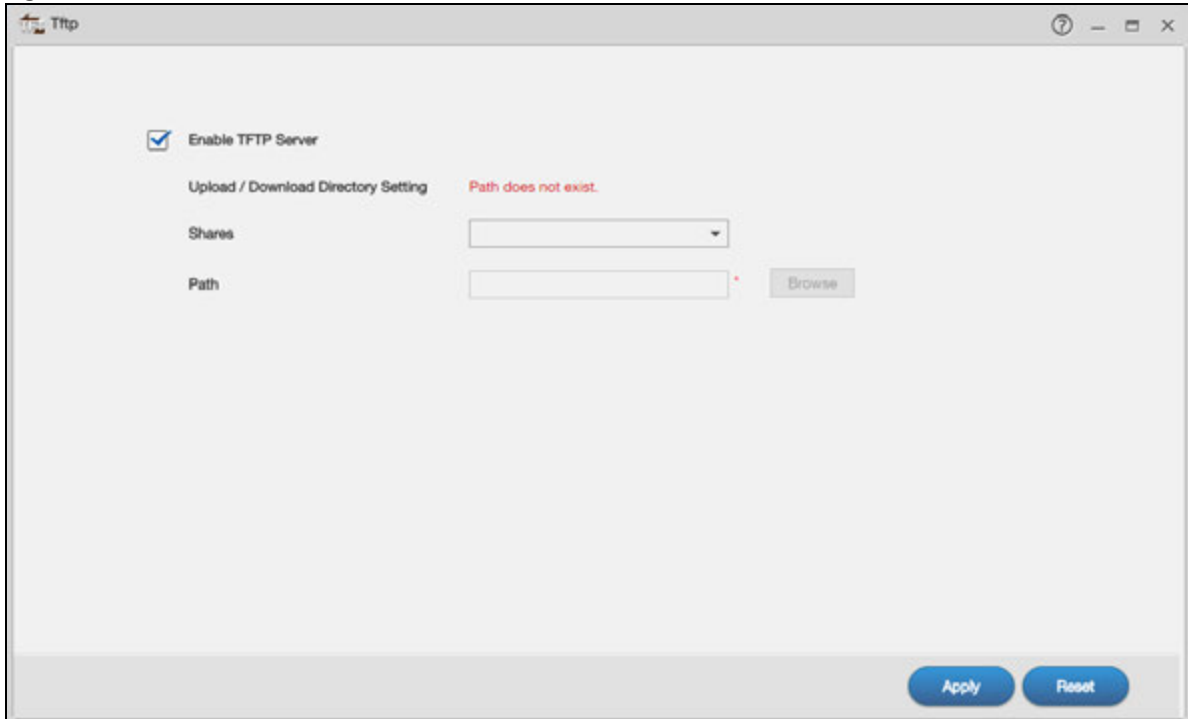 Tftp
Enable TFTP Server
Upload / Download Directory Setting Path does not exist.
Shares
Path * Browse
Apply Reset